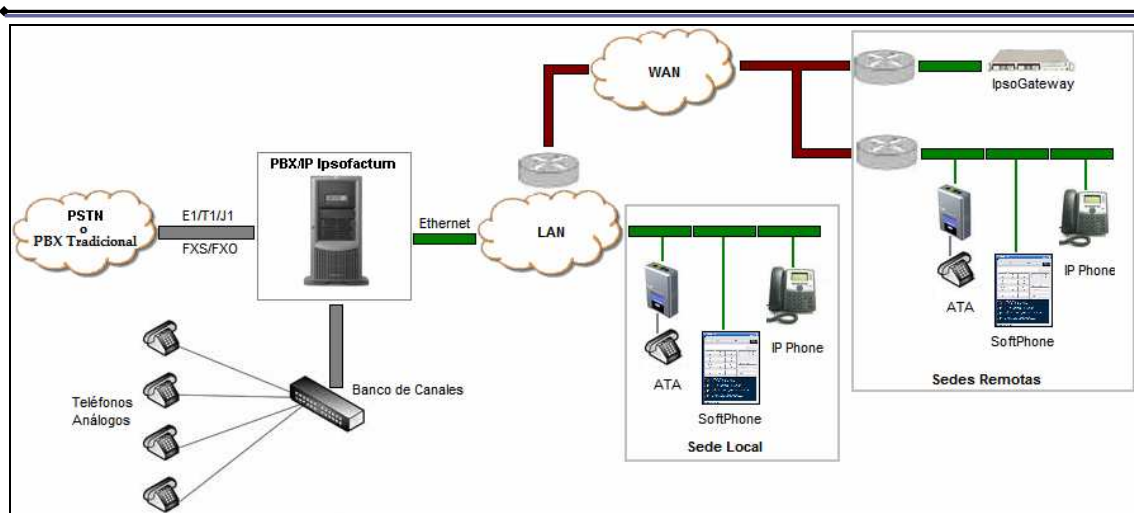 WAN
IpsoGateway
PBX/IP Ipsofactum
PSTN
o
PBX Tradicional
E1/T1/J1
FXS/FXO
Ethernet
LAN
ATA
SoftPhone
IP Phone
Sedes Remotas
ATA
SoftPhone
IP Phone
Sede Local
Teléfonos
Análogos
Banco de Canales